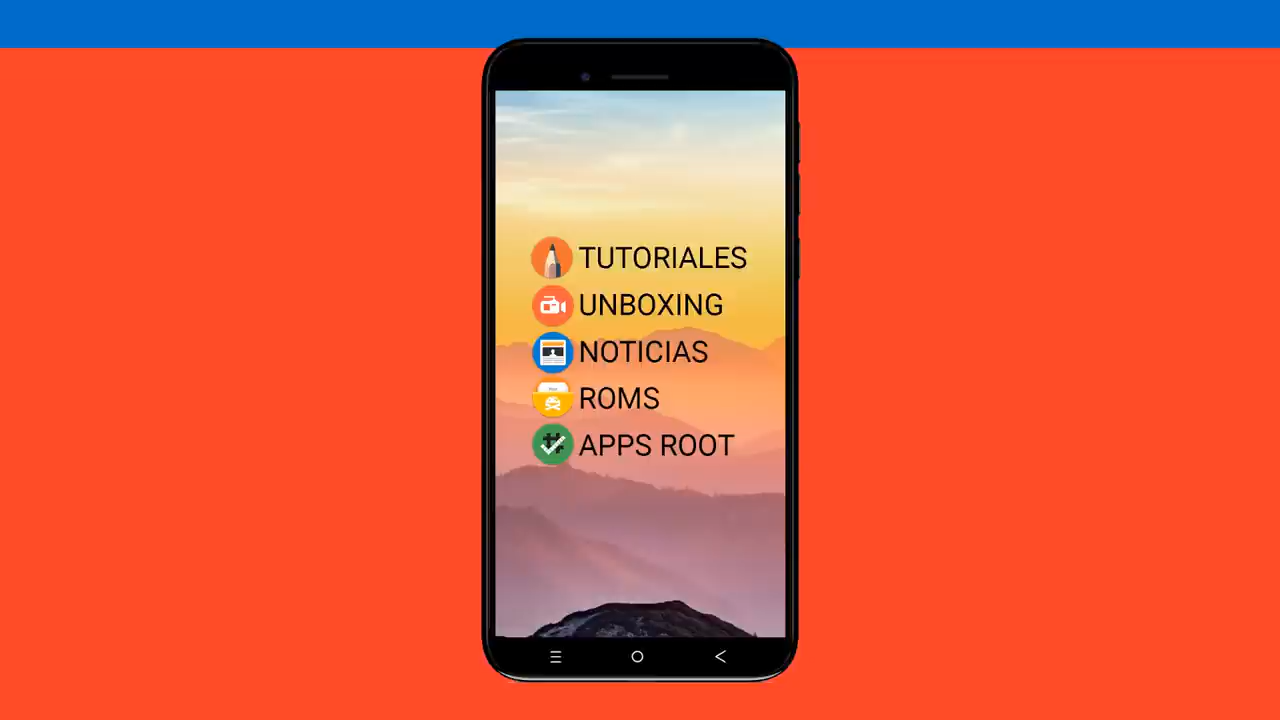 TUTORIALES
UNBOXING
NOTICIAS
ROMS
APPS ROOT